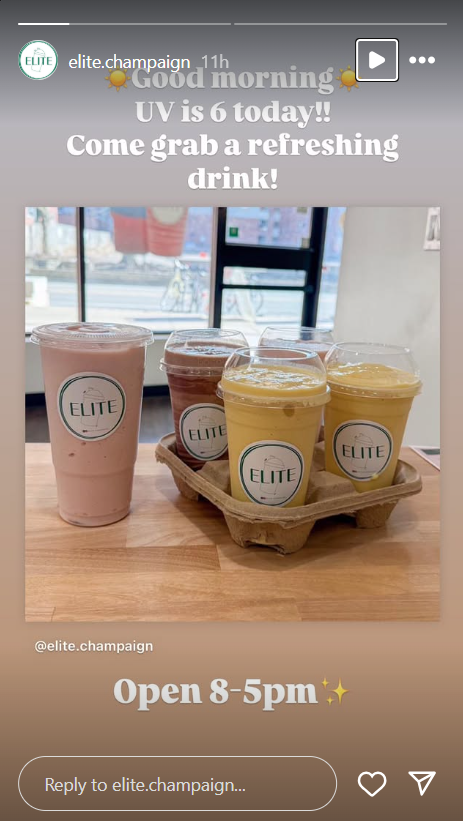 elite.champaign 11h
ELITE
☀️Good morning☀️
UV is 6 today!!
Come grab a refreshing
drink!
ELITE
ELITE
ELITE
ELITE
@elite.champaign
Open 8-5pm✨
Reply to elite.champaign...